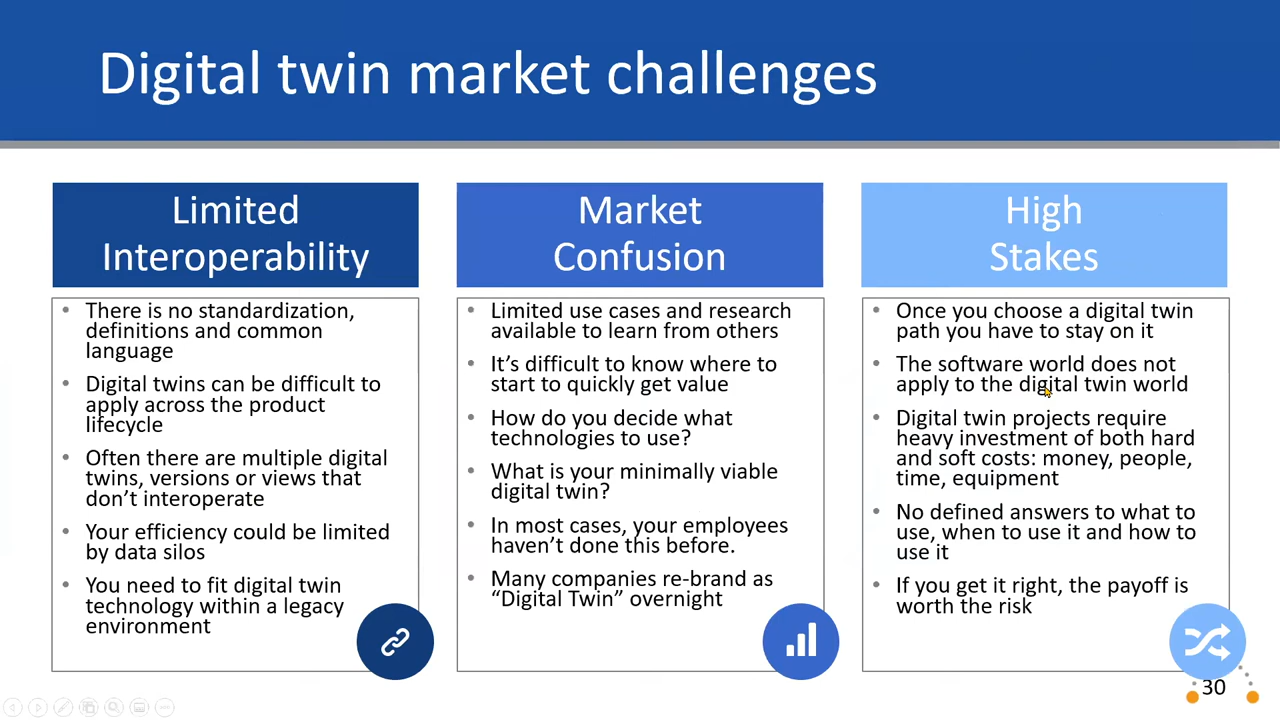 Digital twin market challenges
Limited
Interoperability
• There is no standardization,
definitions and common
language
• Digital twins can be difficult to
apply across the product
lifecycle
• Often there are multiple digital
twins, versions or views that
don’t interoperate
• Your efficiency could be limited
by data silos
• You need to fit digital twin
technology within a legacy
environment
Market
Confusion
• Limited use cases and research
available to learn from others
• It’s difficult to know where to
start to quickly get value
• How do you decide what
technologies to use?
• What is your minimally viable
digital twin?
• In most cases, your employees
haven’t done this before.
• Many companies re-brand as
“Digital Twin” overnight
High
Stakes
• Once you choose a digital twin
path you have to stay on it
• The software world does not
apply to the digital twin world
• Digital twin projects require
heavy investment of both hard
and soft costs: money, people,
time, equipment
• No defined answers to what to
use, when to use it and how to
use it
• If you get it right, the payoff is
worth the risk
30